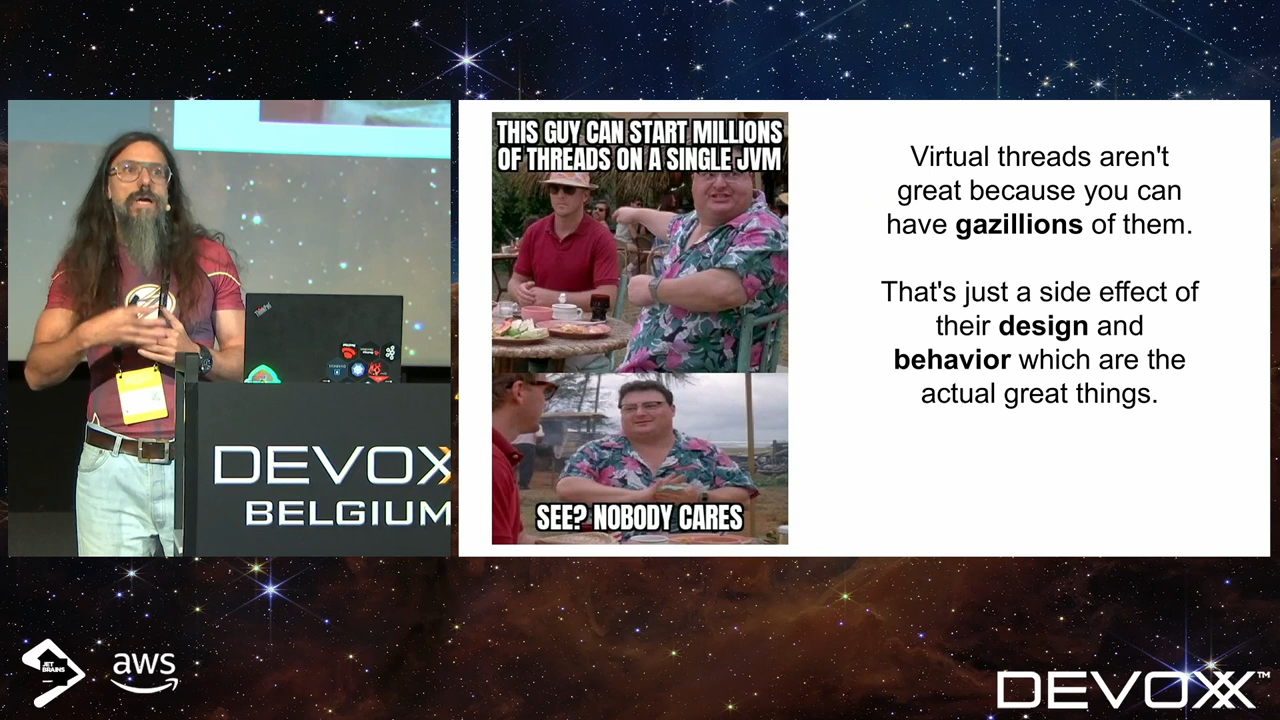 THIS GUY CAN START MILLIONS
OF THREADS ON A SINGLE JVM
SEE? NOBODY CARES
Virtual threads aren't
great because you can
have gazillions of them.
That's just a side effect of
their design and
behavior which are the
actual great things.
ThinkPad
DEVOXX
BELGIUM
JET
BRAINS
aws
DEVOXX™